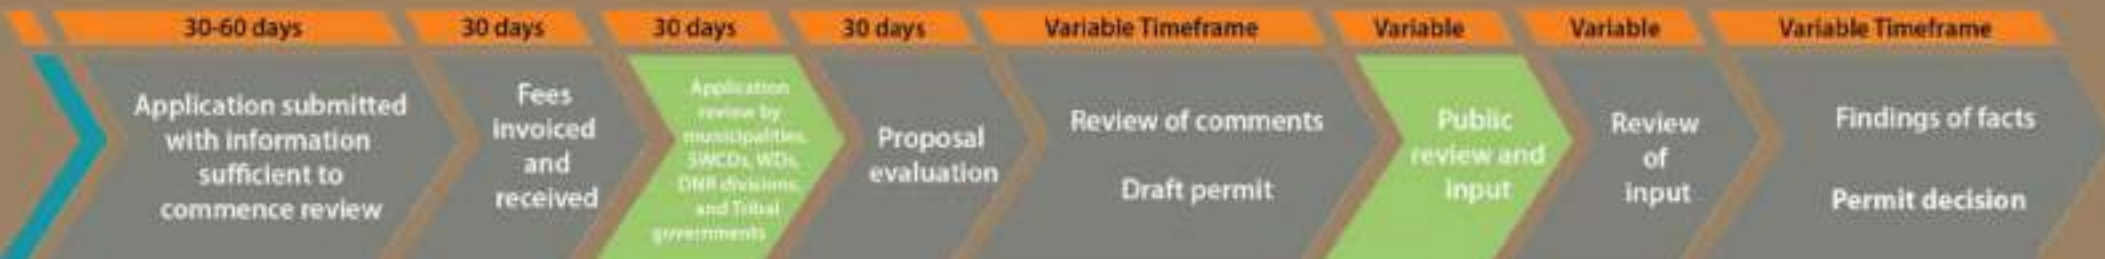 30-60 days
30 days
30 days
30 days
Variable Timeframe
Variable
Variable
Variable Timeframe
Application submitted
with information
sufficient to
commence review
Fees
invoiced
and
received
Application
review by
municipalities,
SWCDs, WDs,
DNR divisions,
and Tribal
governments
Proposal
evaluation
Review of comments
Draft permit
Public
review and
input
Review
of
input
Findings of facts
Permit decision